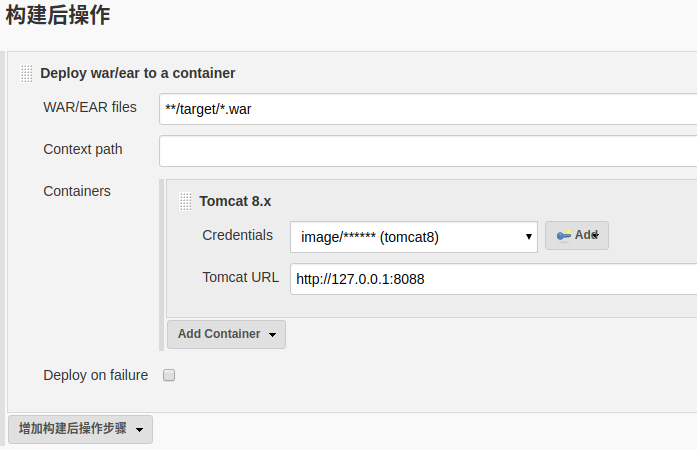 构建后操作
Deploy war/ear to a container
WAR/EAR files **/target/*.war
Context path
Containers
Tomcat 8.x
Credentials image/****** (tomcat8) Add
Tomcat URL http://127.0.0.1:8088
Add Container
Deploy on failure
增加构建后操作步骤